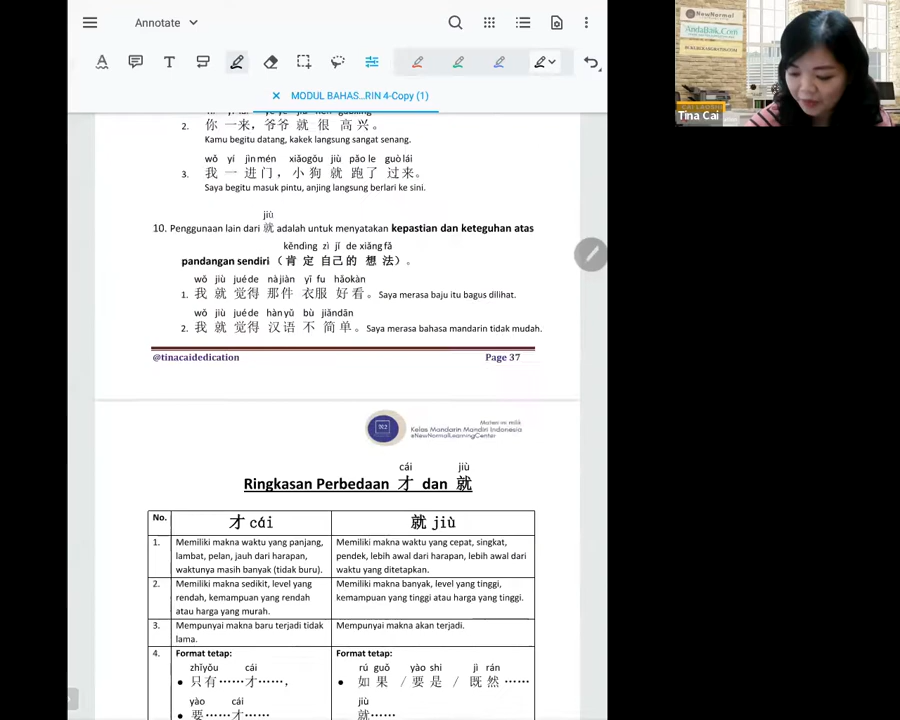 Annotate
MODUL BAHAS...RIN 4-Copy (1)
2. 你 一来，爷爷 就 很 高 兴 。
Kamu begitu datang, kakek langsung sangat senang.
wǒ yí jìnmén xiǎogǒu jiù pǎo le guòlái
3. 我 一 进门，小狗 就 跑了 过来。
Saya begitu masuk pintu, anjing langsung berlari ke sini.
jiù
10. Penggunaan lain dari 就 adalah untuk menyatakan kepastian dan keteguhan atas
kěndìng zì jǐ de xiǎngfǎ
pandangan sendiri（肯 定 自己的 想 法）。
wǒ jiù juéde nàjiàn yī fu hǎokàn
1. 我 就 觉得 那件 衣服 好看。Saya merasa baju itu bagus dilihat.
wǒ jiù juéde hànyǔ bù jiǎndān
2. 我 就 觉得 汉语 不 简单。Saya merasa bahasa mandarin tidak mudah.
@tinacaidedication Page 37
Materi ini milik
Kelas Mandarin Mandiri Indonesia
@NewNormalLearningCenter
cái jiù
Ringkasan Perbedaan 才 dan 就
No. 才 cái 就 jiù
1. Memiliki makna waktu yang panjang, lambat, pelan, jauh dari harapan, waktunya masih banyak (tidak buru). Memiliki makna waktu yang cepat, singkat, pendek, lebih awal dari harapan, lebih awal dari waktu yang ditetapkan.
2. Memiliki makna sedikit, level yang rendah, kemampuan yang rendah atau harga yang murah. Memiliki makna banyak, level yang tinggi, kemampuan yang tinggi atau harga yang tinggi.
3. Mempunyai makna baru terjadi tidak lama. Mempunyai makna akan terjadi.
4. Format tetap: Format tetap:
zhǐyǒu cái rú guǒ yào shi jì rán
● 只有……才……， ● 如果 / 要是 / 既然 ……
yào cái jiù
● 要……才…… 就……
NewNormal
AndaBaik.Com
Tina Cai